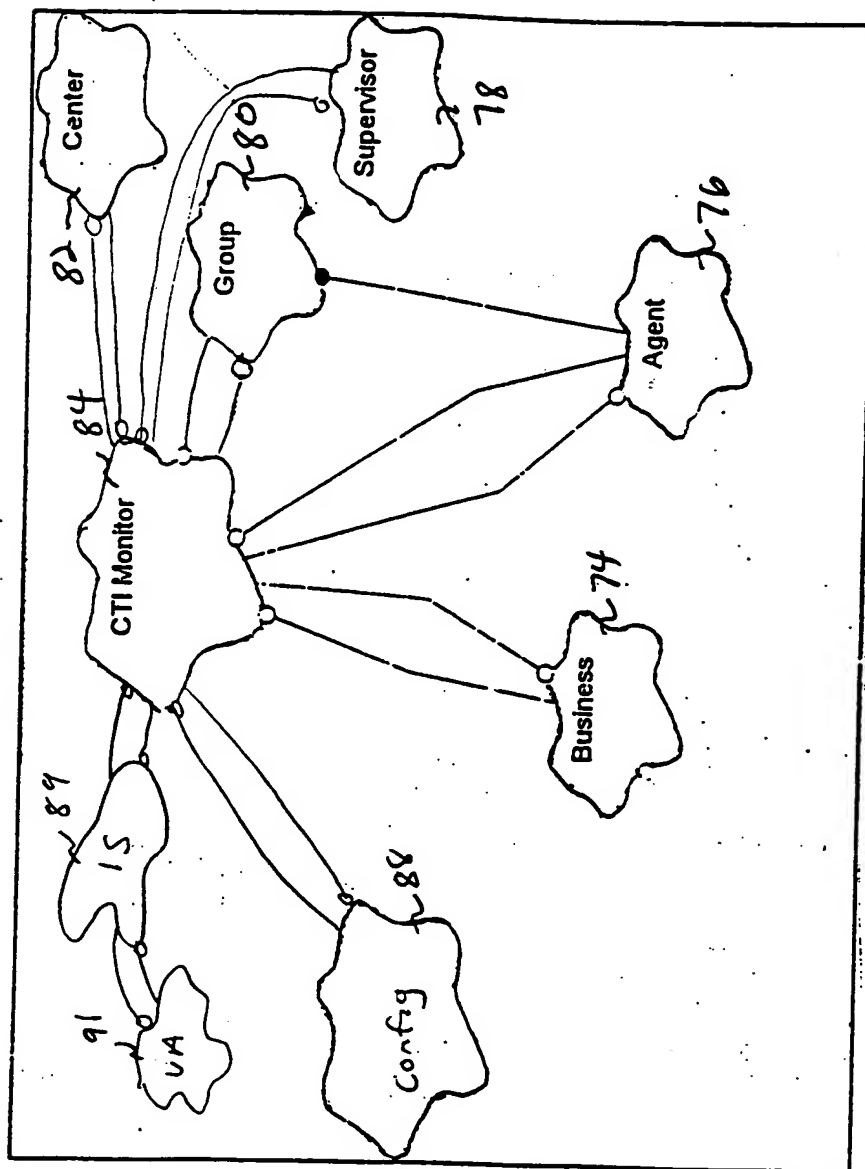 91
89
84
82
UA
IS
CTI Monitor
Center
Group
80
Supervisor
78
Config
88
Business
74
Agent
76